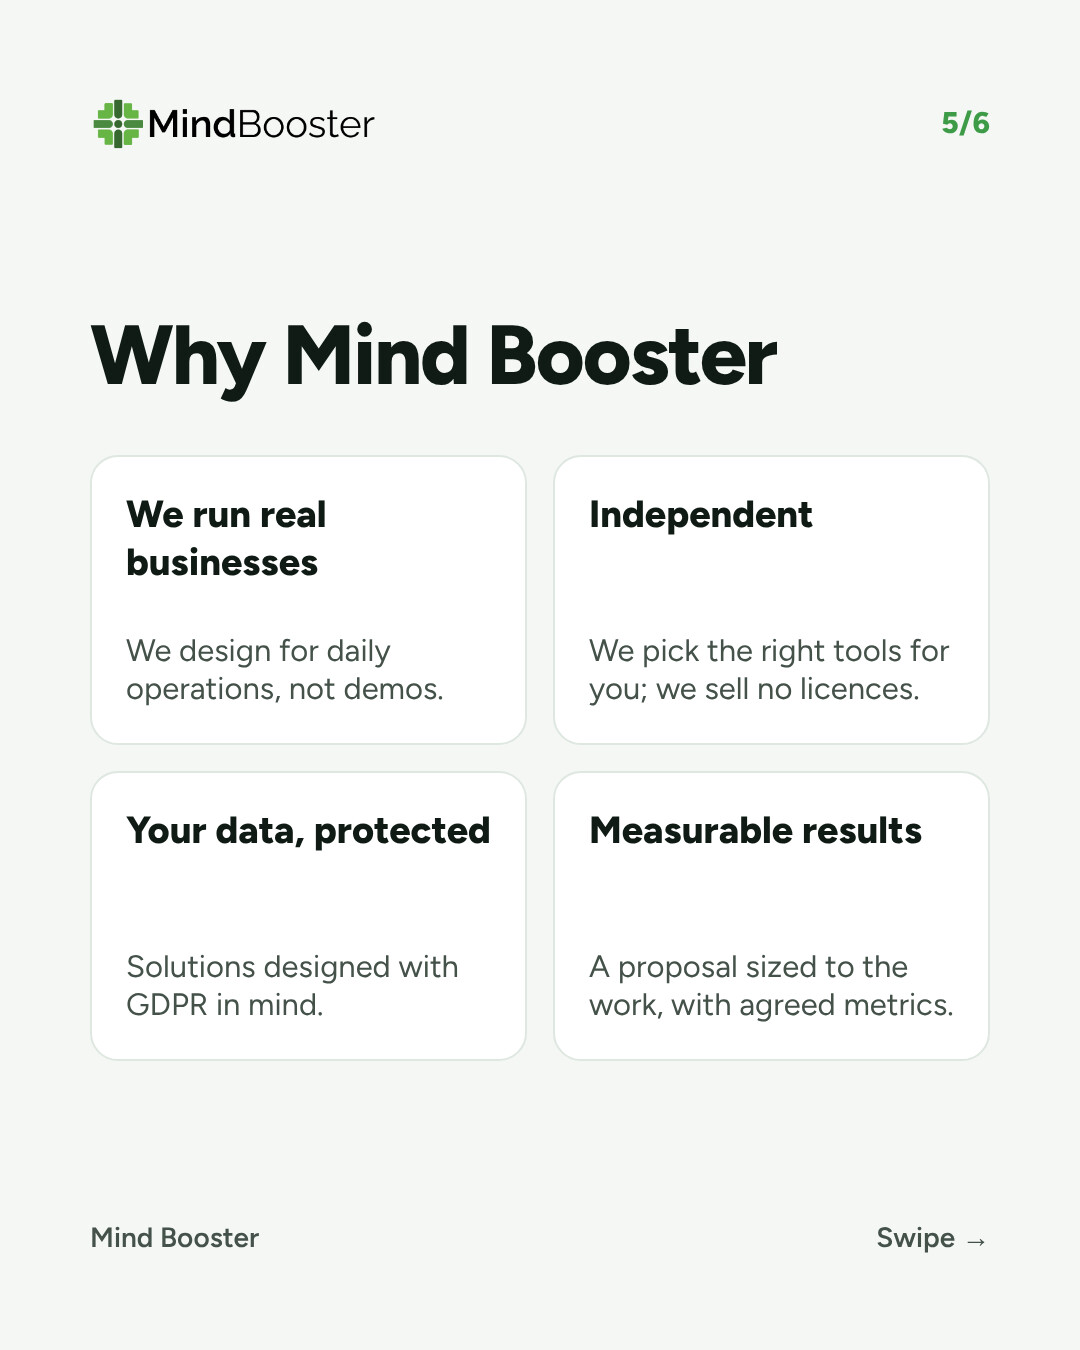 MindBooster
5/6
Why Mind Booster
We run real
businesses
We design for daily
operations, not demos.
Independent
We pick the right tools for
you; we sell no licences.
Your data, protected
Solutions designed with
GDPR in mind.
Measurable results
A proposal sized to the
work, with agreed metrics.
Mind Booster
Swipe →